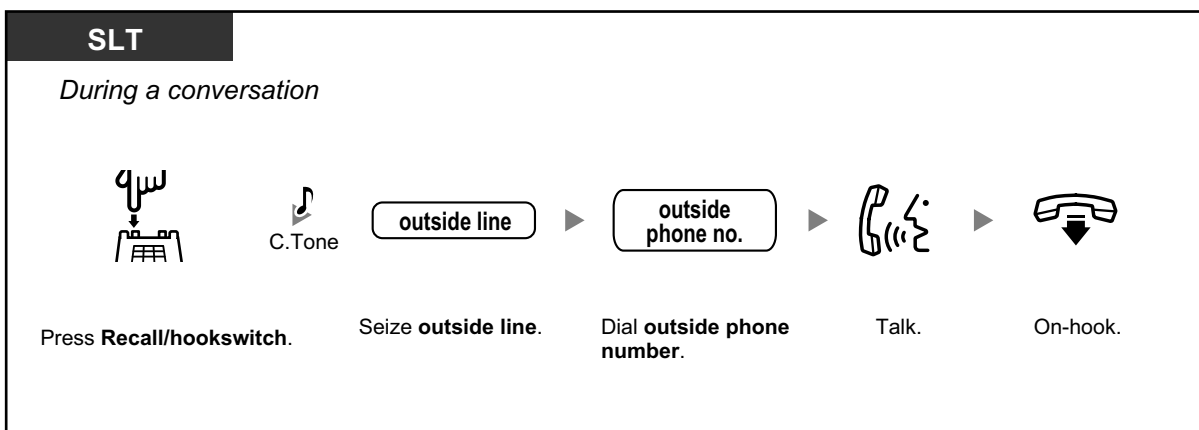 SLT
During a conversation
C.Tone
outside line
outside
phone no.
Press Recall/hookswitch.
Seize outside line.
Dial outside phone
number.
Talk.
On-hook.